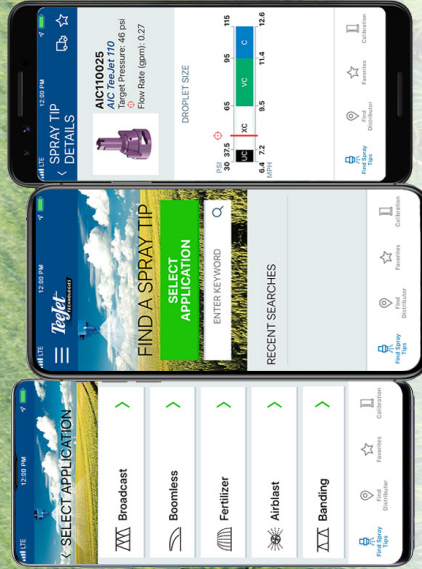 LTE
12:00 PM
SELECT APPLICATION
Broadcast
Boomless
Fertilizer
Airblast
Banding
Find Spray
Tips
Find
Distributor
Favorites
Calibration
LTE
12:00 PM
TeeJet
TECHNOLOGIES
FIND A SPRAY TIP
SELECT
APPLICATION
ENTER KEYWORD
RECENT SEARCHES
Find Spray
Tips
Find
Distributor
Favorites
Calibration
LTE
12:00 PM
SPRAY TIP
DETAILS
AIC110025
AIC TeeJet 110
Target Pressure: 46 psi
Flow Rate (gpm): 0.27
DROPLET SIZE
PSI
30 37.5 65 95 115
UC XC VC C
6.4 7.2 9.5 11.4 12.6
MPH
Find Spray
Tips
Find
Distributor
Favorites
Calibration